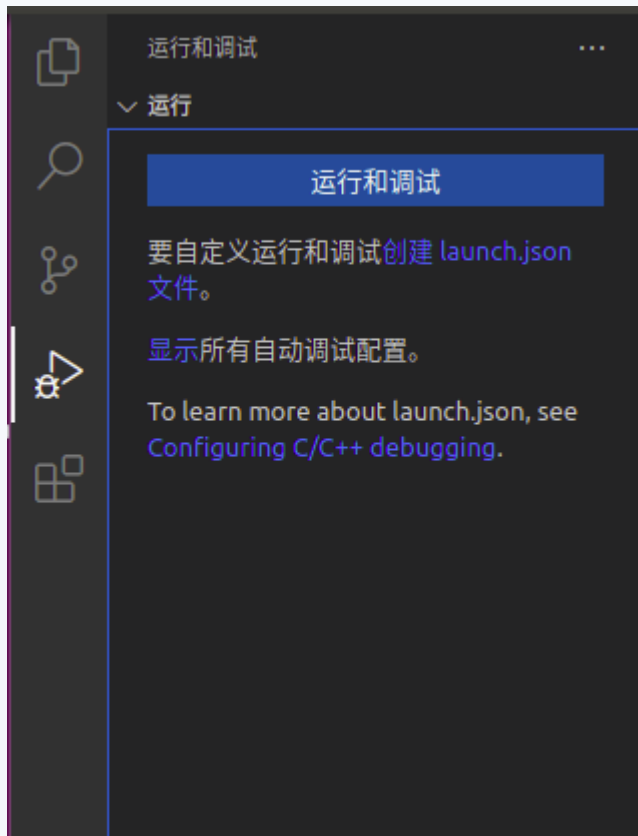 运行和调试
运行
运行和调试
要自定义运行和调试创建 launch.json
文件。
显示所有自动调试配置。
To learn more about launch.json, see
Configuring C/C++ debugging.